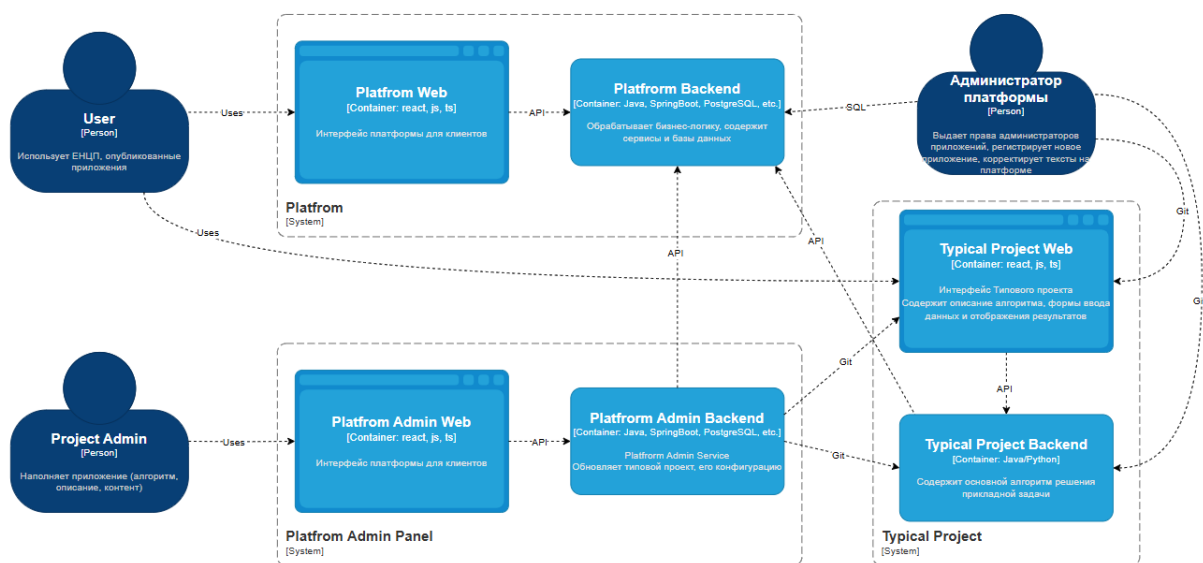 User
[Person]
Использует ЕНЦП, опубликованные
приложения
Uses
Platfrom Web
[Container: react, js, ts]
Интерфейс платформы для клиентов
API
Platfrorm Backend
[Container: Java, SpringBoot, PostgreSQL, etc.]
Обрабатывает бизнес-логику, содержит
сервисы и базы данных
Platfrom
[System]
SQL
Администратор
платформы
[Person]
Выдает права администраторов
приложений, регистрирует новое
приложение, корректирует тексты на
платформе
Git
Git
Uses
API
API
Typical Project Web
[Container: react, js, ts]
Интерфейс Типового проекта
Содержит описание алгоритма, формы ввода
данных и отображения результатов
API
Project Admin
[Person]
Наполняет приложение (алгоритм,
описание, контент)
Uses
Platfrom Admin Web
[Container: react, js, ts]
Интерфейс платформы для клиентов
API
Platfrorm Admin Backend
[Container: Java, SpringBoot, PostgreSQL, etc.]
Platfrorm Admin Service
Обновляет типовой проект, его конфигурацию
Platfrom Admin Panel
[System]
Git
Git
Typical Project Backend
[Container: Java/Python]
Содержит основной алгоритм решения
прикладной задачи
Typical Project
[System]